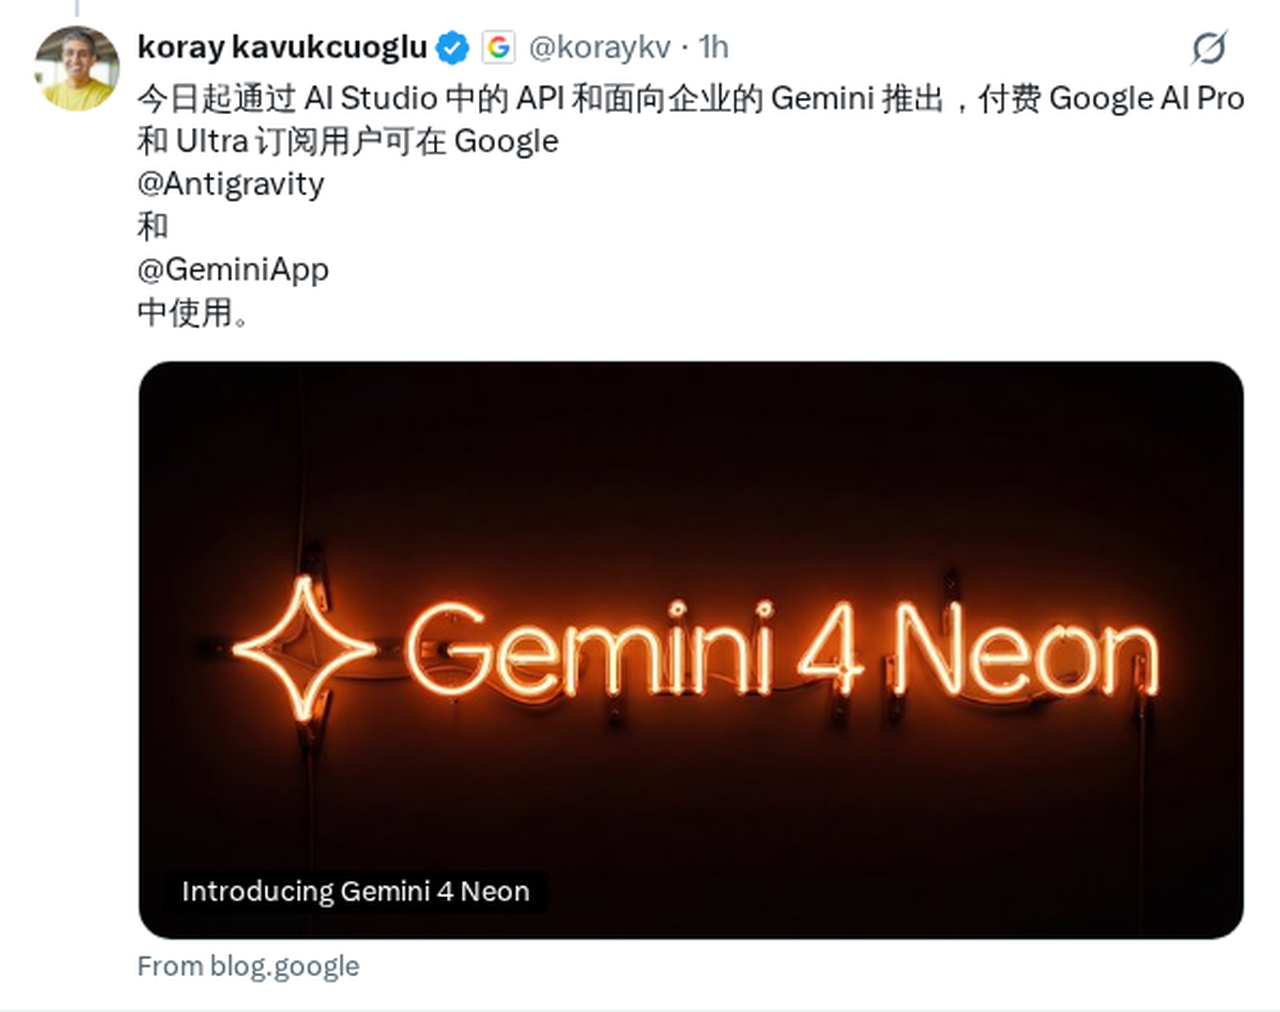 koray kavukcuoglu @koraykv · 1h
今日起通过 AI Studio 中的 API 和面向企业的 Gemini 推出，付费 Google AI Pro
和 Ultra 订阅用户可在 Google
@Antigravity
和
@GeminiApp
中使用。
Gemini 4 Neon
Introducing Gemini 4 Neon
From blog.google